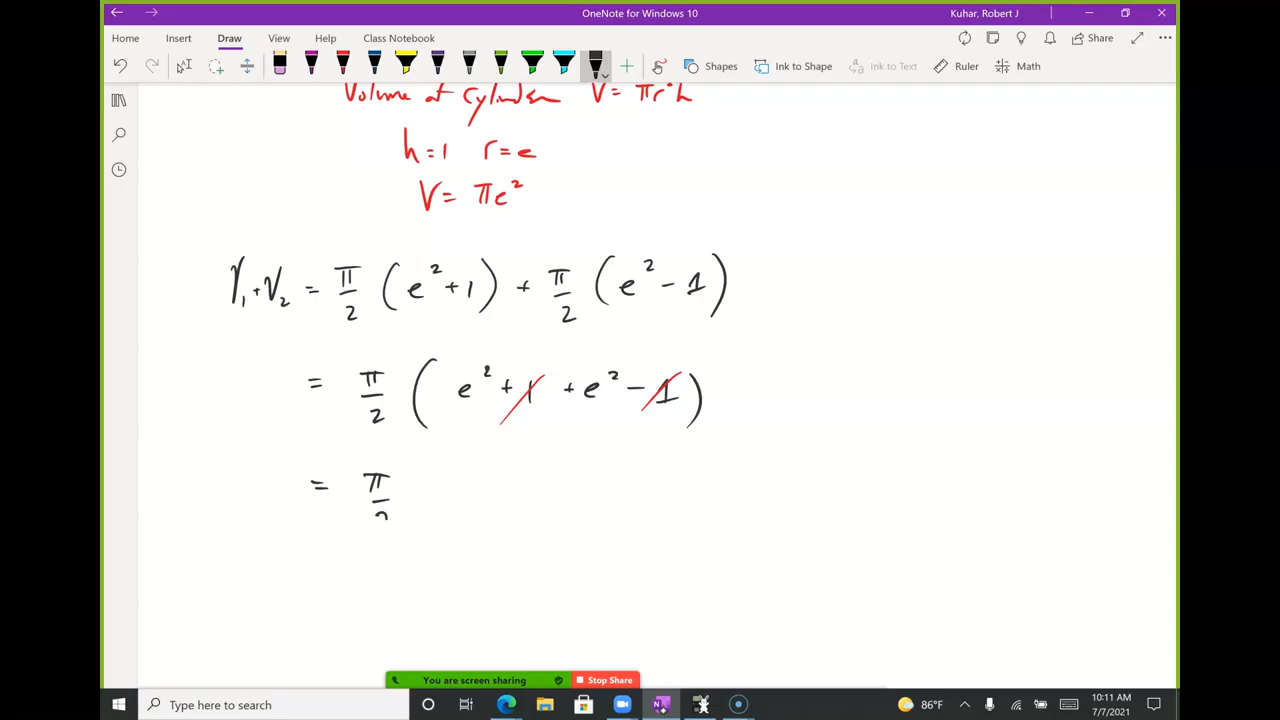 OneNote for Windows 10
Kuhar, Robert J
Home Insert Draw View Help Class Notebook
Share
Shapes Ink to Shape Ink to Text Ruler Math
Volume of Cylinder V = πr²h
h = 1 r = e
V = πe²
V₁ + V₂ = π/2 (e² + 1) + π/2 (e² - 1)
= π/2 (e² + 1 + e² - 1)
= π/2
You are screen sharing Stop Share
Type here to search
86°F
10:11 AM
7/7/2021